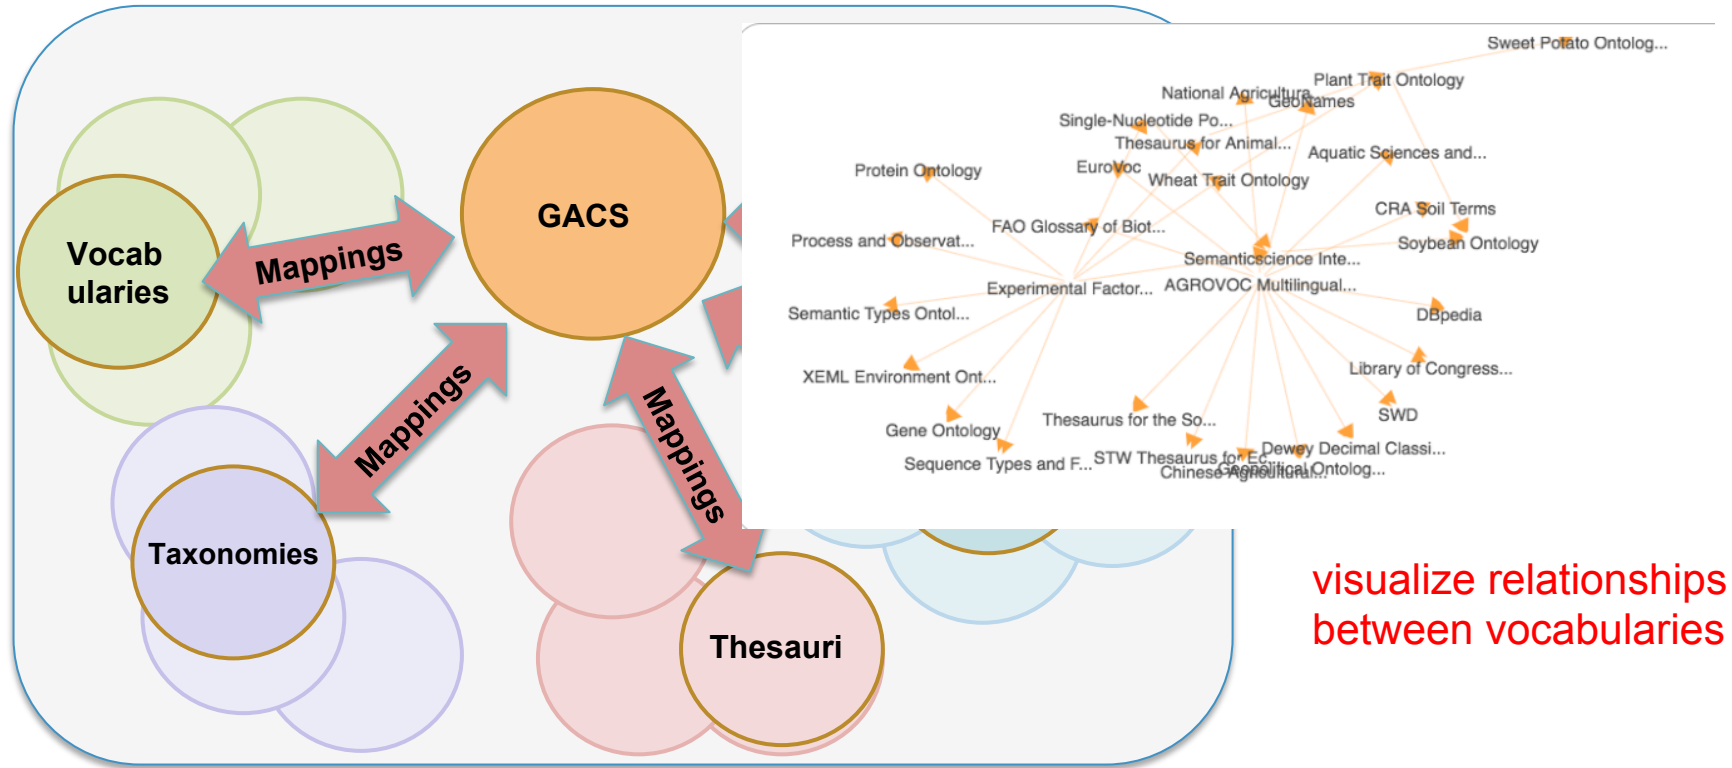 Sweet Potato Ontolog...
Plant Trait Ontology
National Agricultura...
GeoNames
Single-Nucleotide Po...
Thesaurus for Animal...
Aquatic Sciences and...
Protein Ontology
EuroVoc
Wheat Trait Ontology
GACS
CRA Soil Terms
FAO Glossary of Biot...
Process and Observat...
Soybean Ontology
Vocab
ularies
Mappings
Semanticscience Inte...
Experimental Factor...
AGROVOC Multilingual...
Semantic Types Ontol...
DBpedia
Library of Congress...
XEML Environment Ont...
Mappings
Mappings
Thesaurus for the So...
SWD
Gene Ontology
Dewey Decimal Classi...
Sequence Types and F...
STW Thesaurus for Ec...
Chinese Agricultural...
Geopolitical Ontolog...
Taxonomies
Thesauri
visualize relationships
between vocabularies